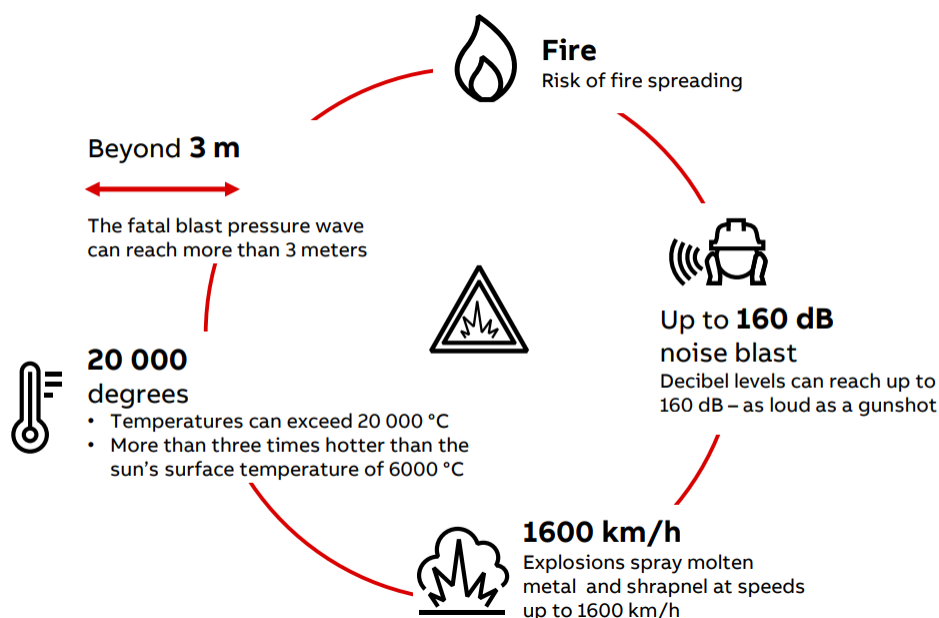 Fire
Risk of fire spreading
Beyond 3 m
The fatal blast pressure wave
can reach more than 3 meters
Up to 160 dB
noise blast
Decibel levels can reach up to
160 dB – as loud as a gunshot
20 000
degrees
• Temperatures can exceed 20 000 °C
• More than three times hotter than the
sun’s surface temperature of 6000 °C
1600 km/h
Explosions spray molten
metal and shrapnel at speeds
up to 1600 km/h